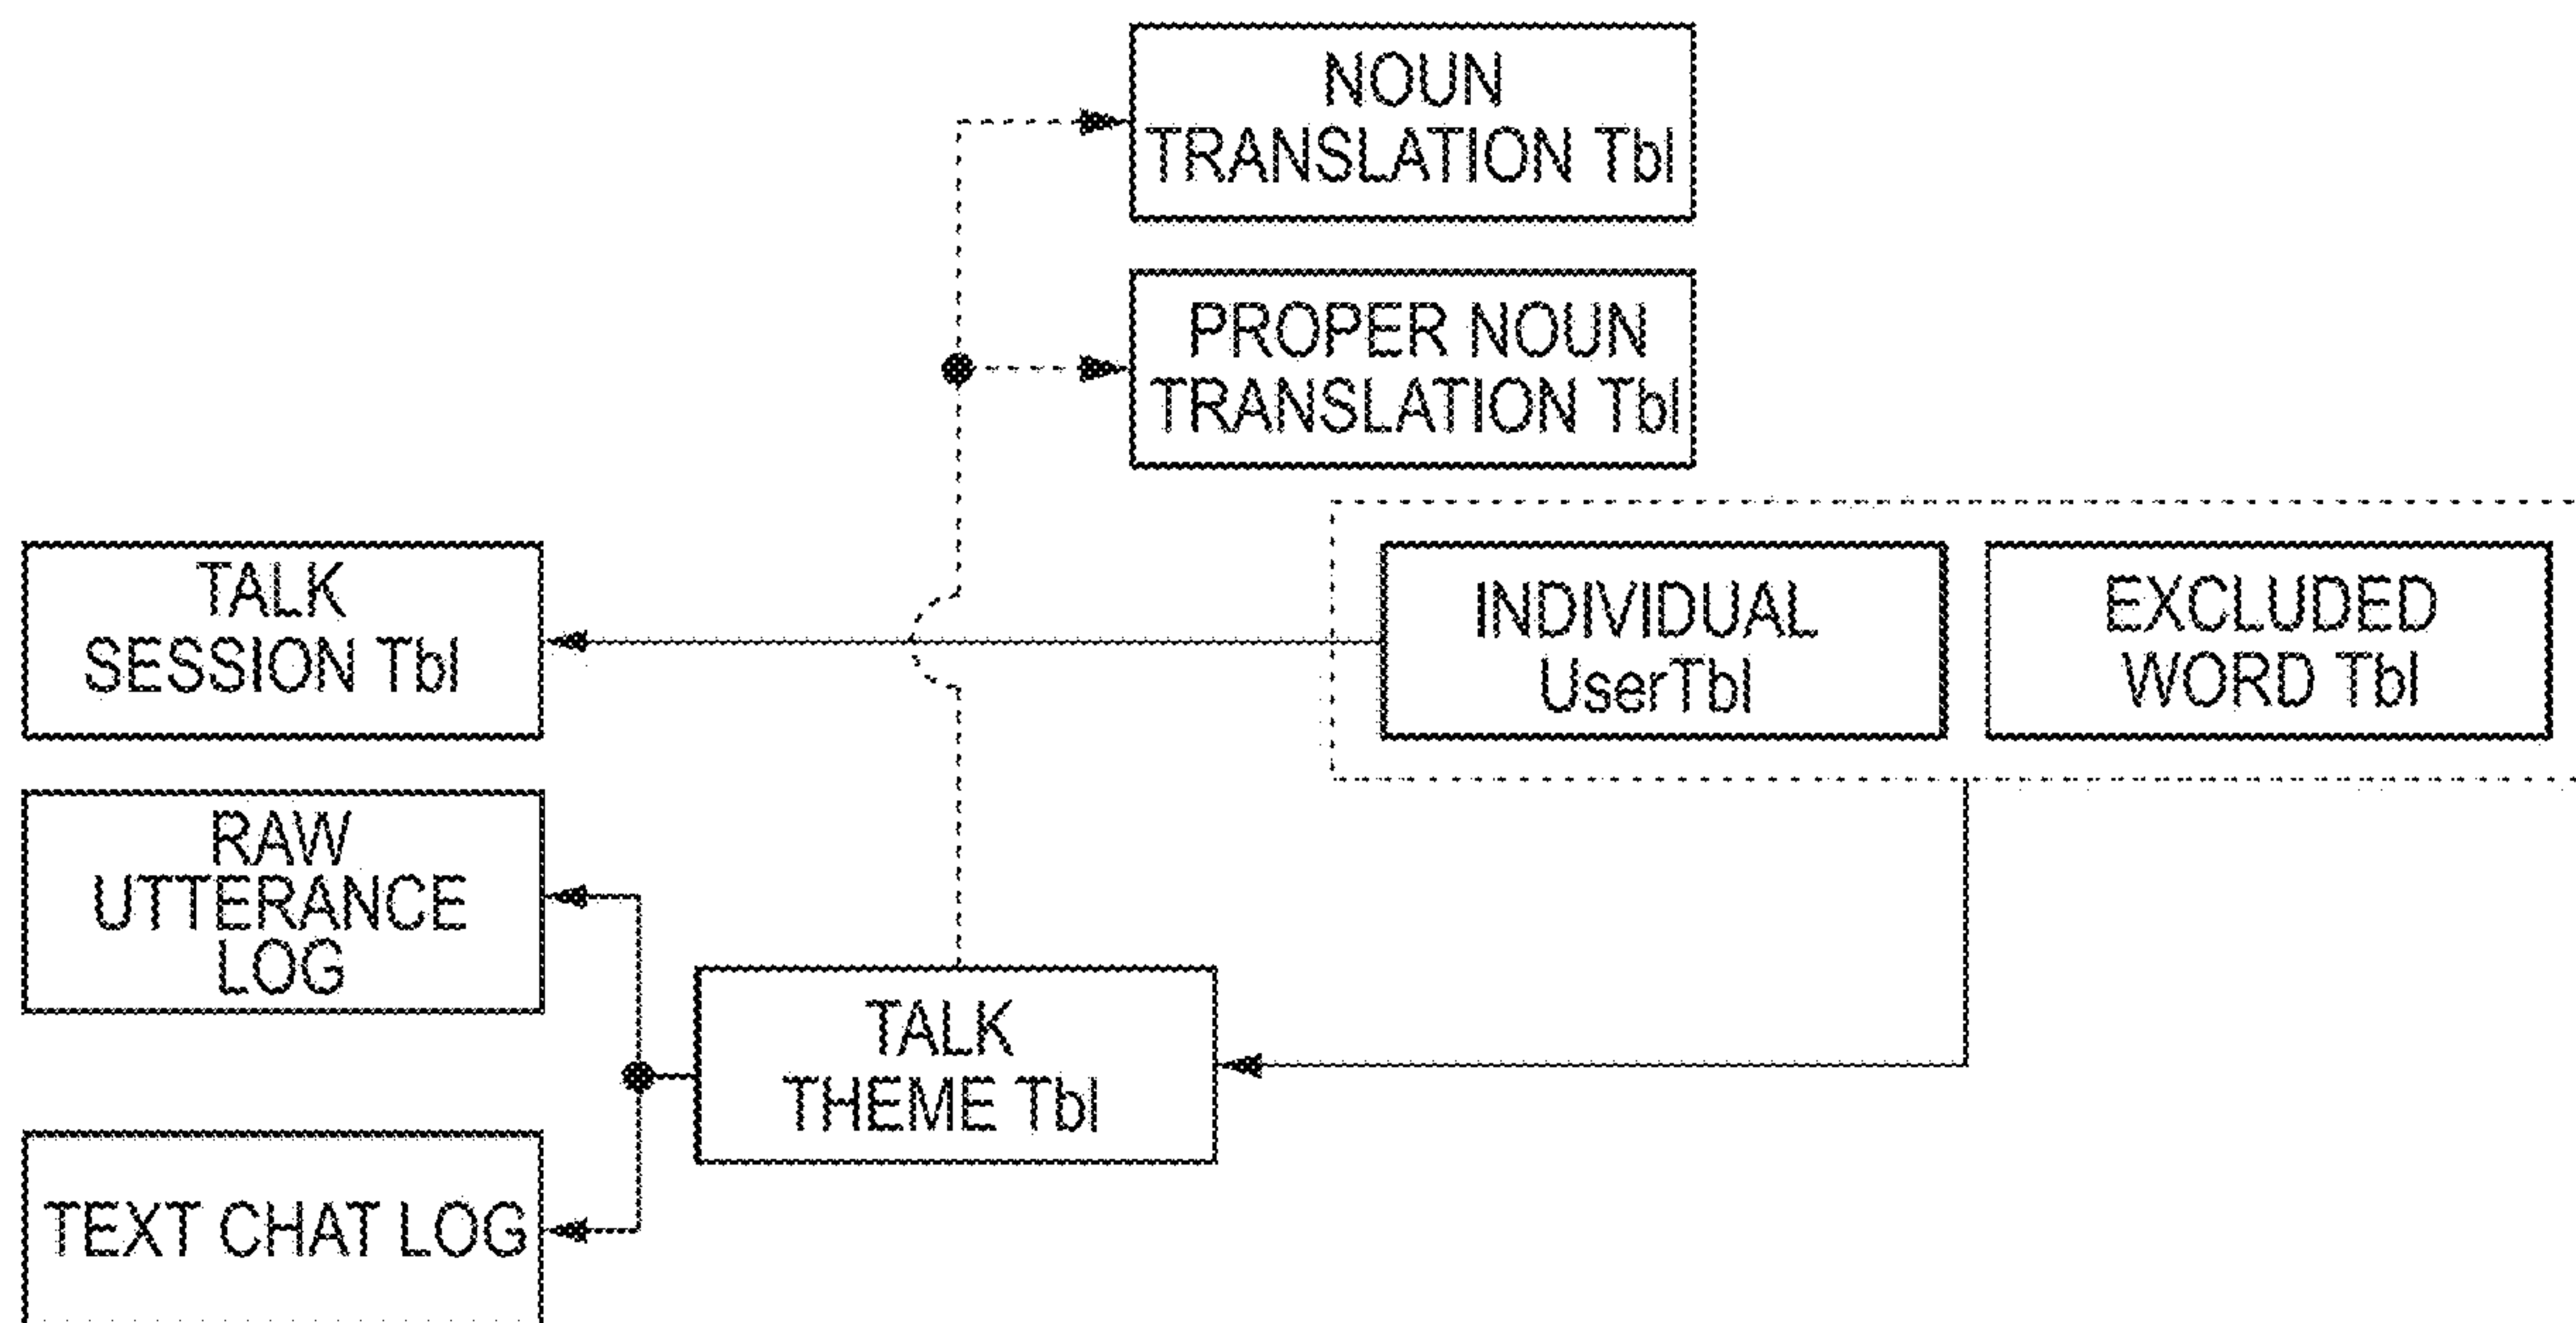 NOUN
TRANSLATION Tbl
PROPER NOUN
TRANSLATION Tbl
TALK
SESSION Tbl
INDIVIDUAL
UserTbl
EXCLUDED
WORD Tbl
RAW
UTTERANCE
LOG
TALK
THEME Tbl
TEXT CHAT LOG